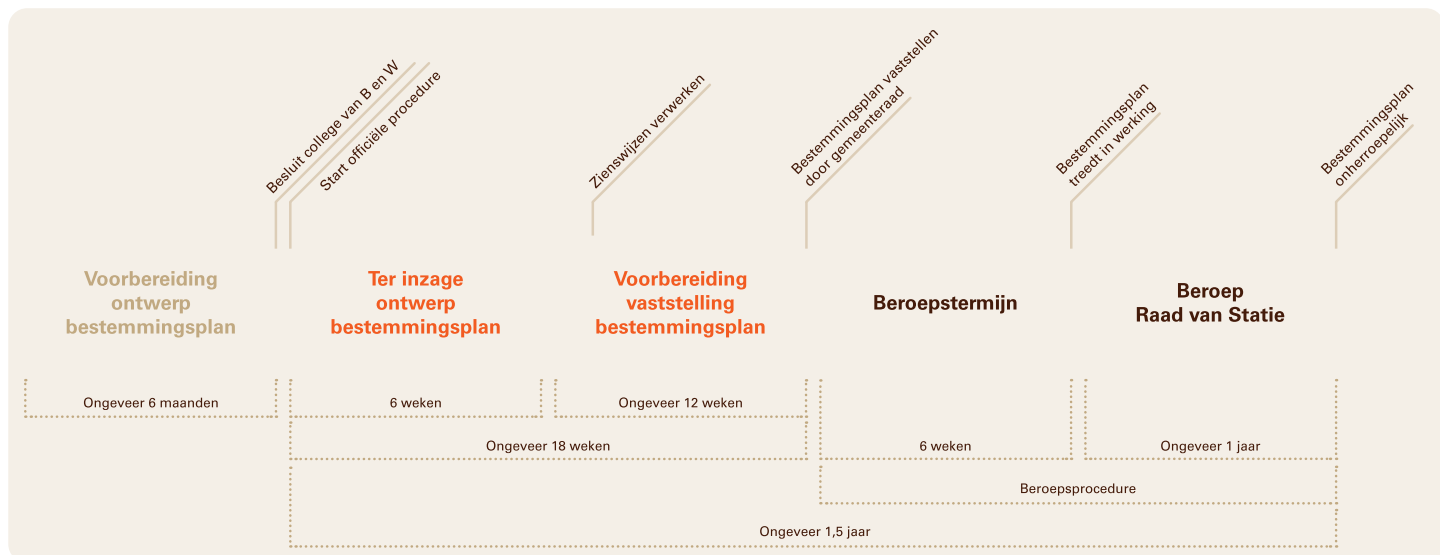 Besluit college van B en W
Start officiële procedure
Zienswijzen verwerken
Bestemmingsplan vaststellen
door gemeenteraad
Bestemmingsplan
treedt in werking
Bestemmingsplan
onherroepelijk
Voorbereiding
ontwerp
bestemmingsplan
Ter inzage
ontwerp
bestemmingsplan
Voorbereiding
vaststelling
bestemmingsplan
Beroepstermijn
Beroep
Raad van Statie
Ongeveer 6 maanden
6 weken
Ongeveer 12 weken
Ongeveer 18 weken
6 weken
Ongeveer 1 jaar
Beroepsprocedure
Ongeveer 1,5 jaar